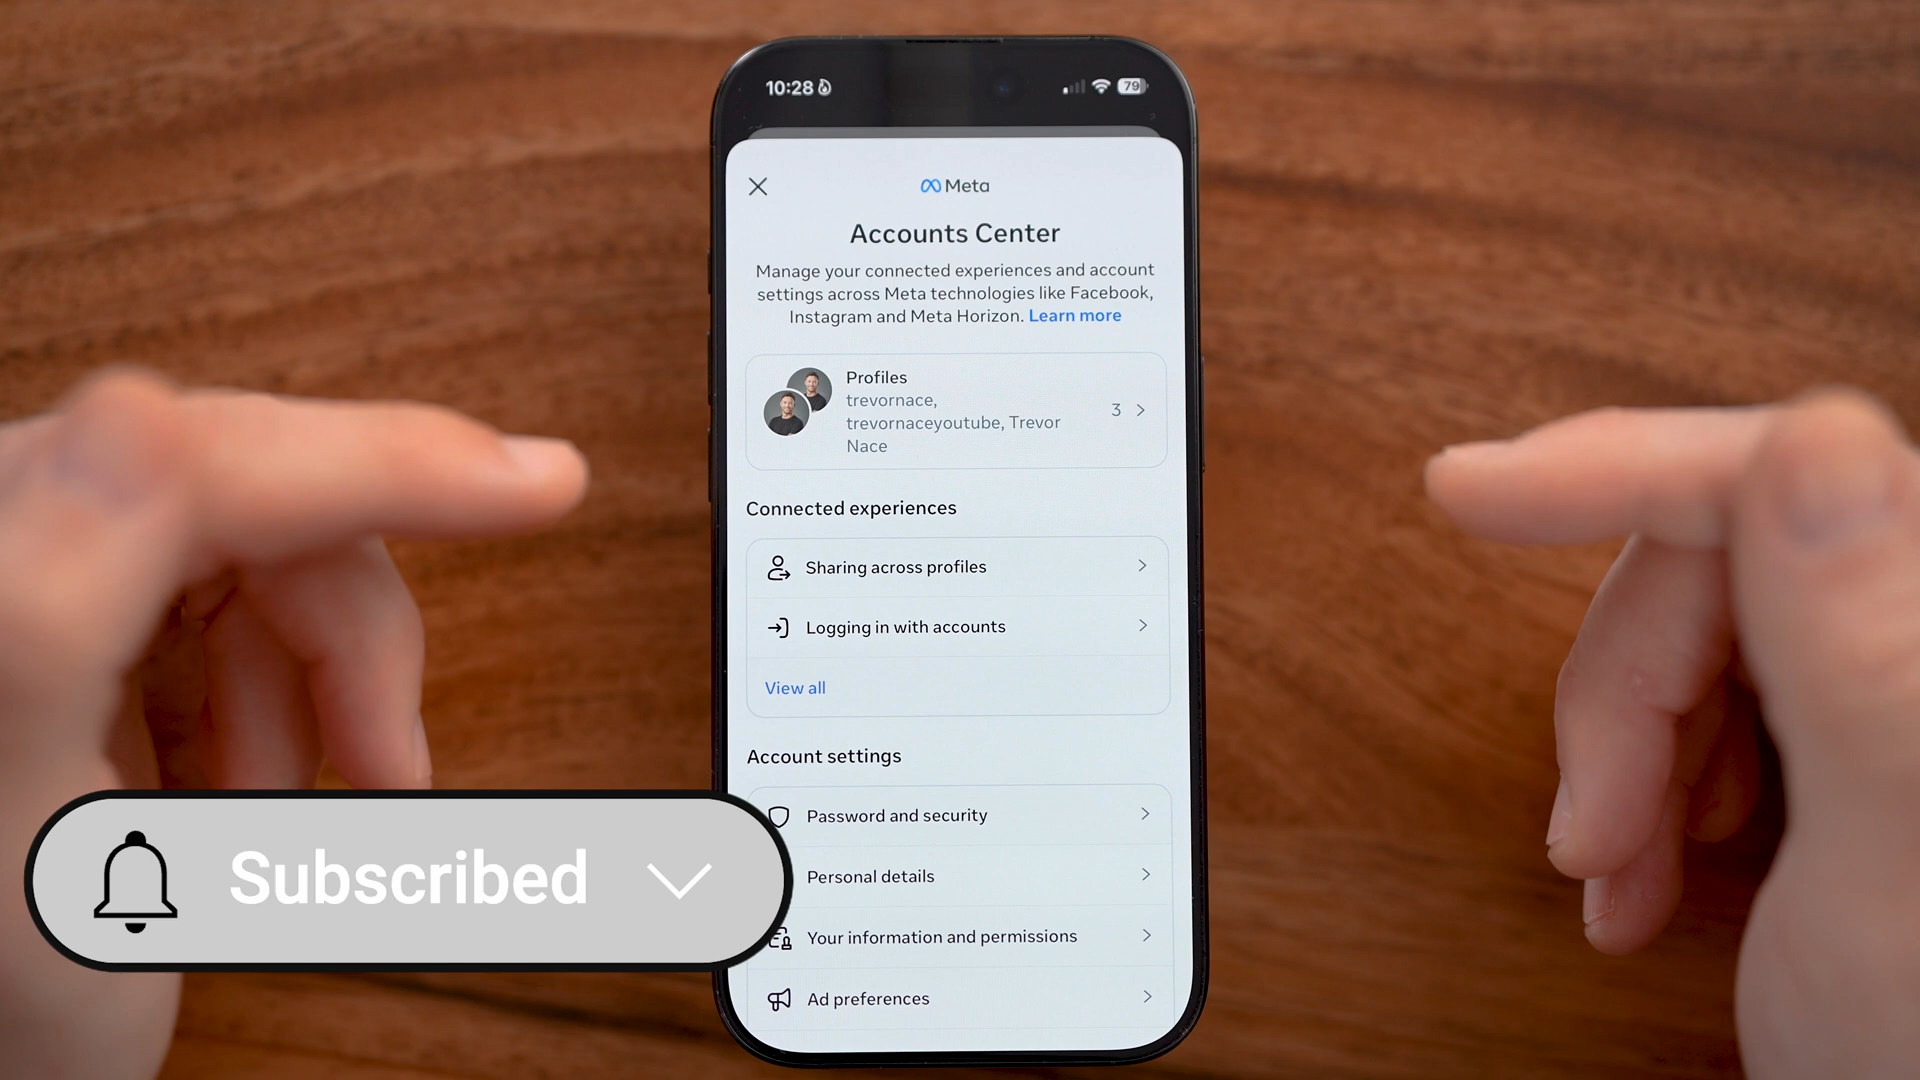 10:28
79
Meta
Accounts Center
Manage your connected experiences and account
settings across Meta technologies like Facebook,
Instagram and Meta Horizon. Learn more
Profiles
trevornace,
trevornaceyoutube, Trevor
Nace
3
Connected experiences
Sharing across profiles
Logging in with accounts
View all
Account settings
Password and security
Personal details
Your information and permissions
Ad preferences
Subscribed